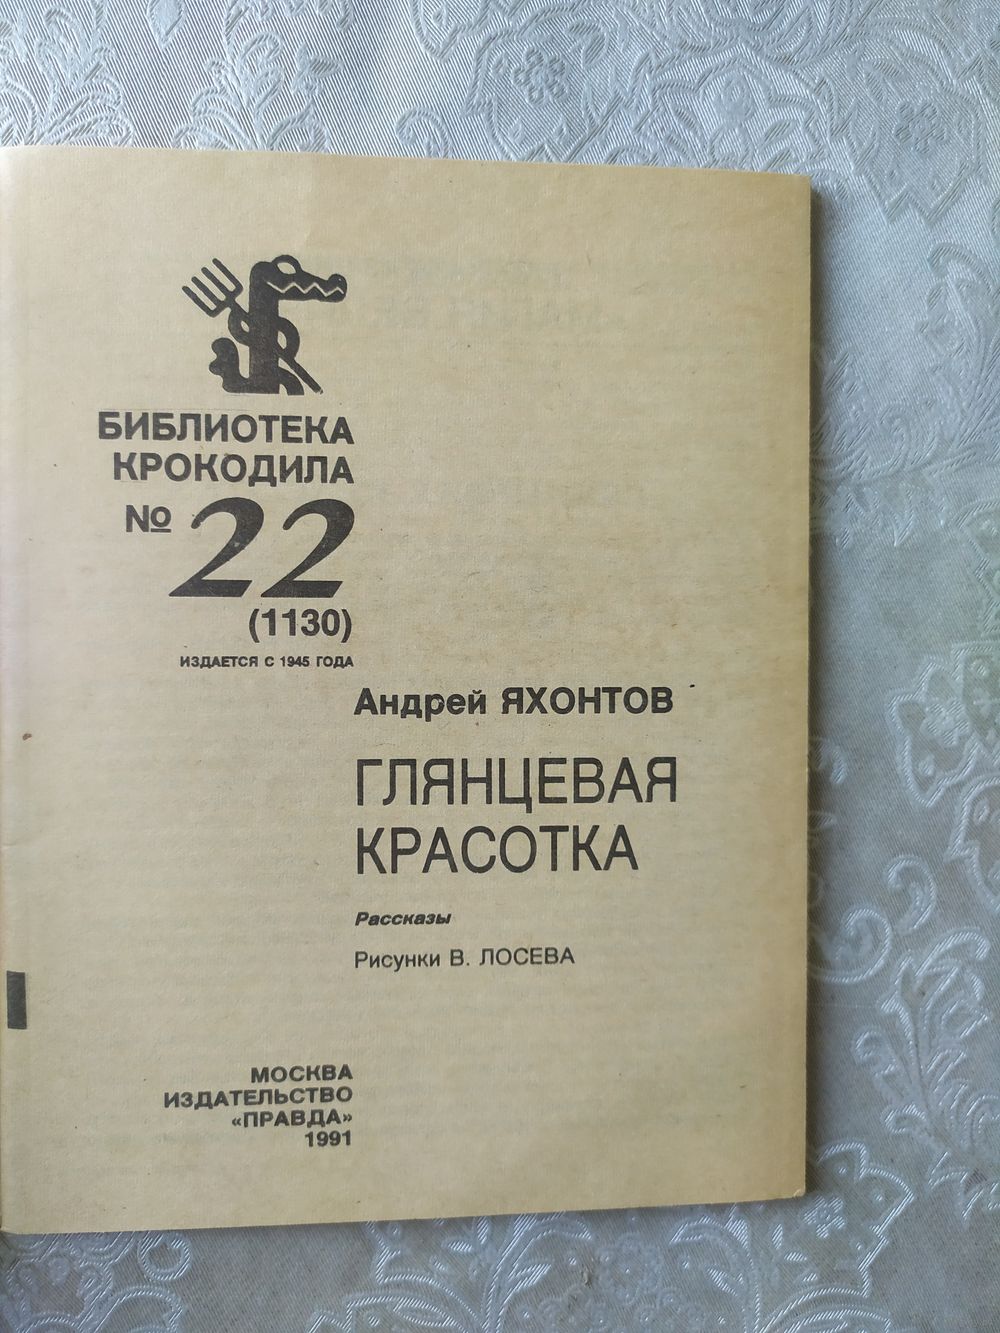 БИБЛИОТЕКА
КРОКОДИЛА
№ 22
(1130)
ИЗДАЕТСЯ С 1945 ГОДА
Андрей ЯХОНТОВ
ГЛЯНЦЕВАЯ
КРАСОТКА
Рассказы
Рисунки В. ЛОСЕВА
МОСКВА
ИЗДАТЕЛЬСТВО
«ПРАВДА»
1991